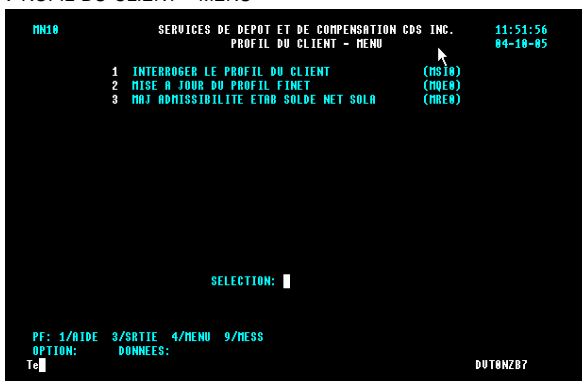 PROFIL DU CLIENT - MENU
MN10 SERVICES DE DEPOT ET DE COMPENSATION CDS INC. 11:51:56
PROFIL DU CLIENT - MENU 04-10-05
1 INTERROGER LE PROFIL DU CLIENT (MSI0)
2 MISE A JOUR DU PROFIL FINET (MQE0)
3 MAJ ADMISSIBILITE ETAB SOLDE NET SOLA (MRE0)
SELECTION:
PF: 1/AIDE 3/SRTIE 4/MENU 9/MESS
OPTION: DONNEES:
Te DVT0NZB7